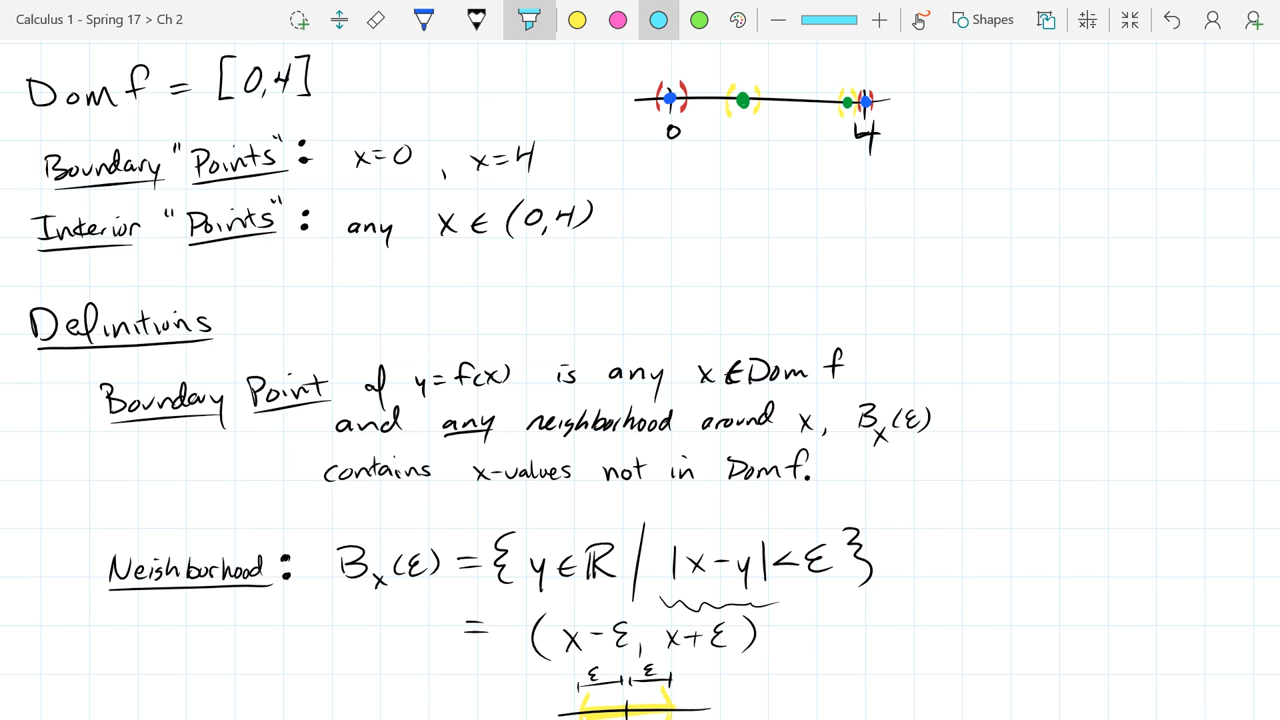 Calculus 1 - Spring 17 > Ch 2
Shapes
Dom f = [0,4]
0
4
Boundary "Points": x=0, x=4
Interior "Points": any x ∈ (0,4)
Definitions
Boundary Point of y=f(x) is any x ∈ Dom f
and any neighborhood around x, Bₓ(ε)
contains x-values not in Dom f.
Neighborhood: Bₓ(ε) = { y ∈ ℝ / |x-y|<ε }
= (x-ε, x+ε)
ε ε